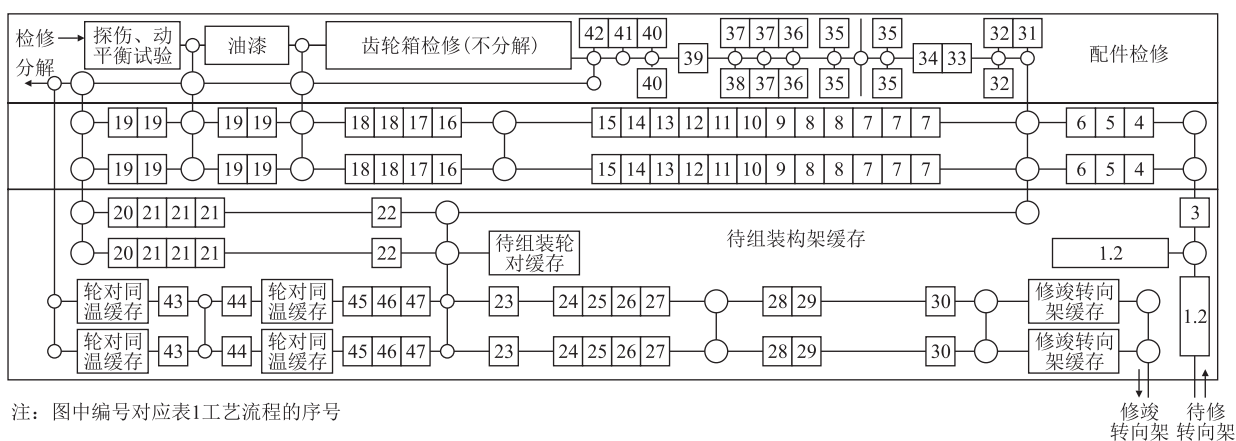 42 41 40 37 37 36 35 35 32 31
检修 探伤、动平衡试验 油漆 齿轮箱检修(不分解) 39 34 33 配件检修
分解 40 38 37 36 35 35 32
19 19 19 19 18 18 17 16 15 14 13 12 11 10 9 8 8 7 7 7 6 5 4
19 19 19 19 18 18 17 16 15 14 13 12 11 10 9 8 8 7 7 7 6 5 4
20 21 21 21 22 3
待组装构架缓存
20 21 21 21 22 待组装轮对缓存 1.2
轮对同温缓存 43 44 轮对同温缓存 45 46 47 23 24 25 26 27 28 29 30 修竣转向架缓存 1.2
轮对同温缓存 43 44 轮对同温缓存 45 46 47 23 24 25 26 27 28 29 30 修竣转向架缓存
注：图中编号对应表1工艺流程的序号
修竣转向架 待修转向架